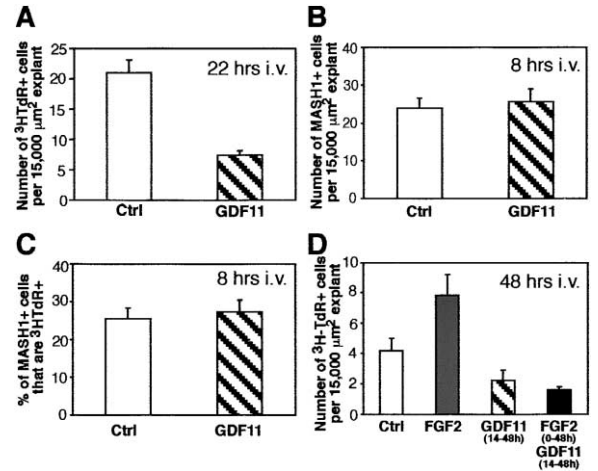 A
Number of ³HTdR+ cells
per 15,000 µm² explant
25
20
15
10
5
0
22 hrs i.v.
Ctrl
GDF11
B
Number of MASH1+ cells
per 15,000 µm² explant
40
30
20
10
0
8 hrs i.v.
Ctrl
GDF11
C
% of MASH1+ cells
that are ³HTdR+
40
30
20
10
0
8 hrs i.v.
Ctrl
GDF11
D
Number of ³H-TdR+ cells
per 15,000 µm² explant
10
8
6
4
2
0
48 hrs i.v.
Ctrl
FGF2
GDF11
(14-48h)
FGF2
(0-48h)
GDF11
(14-48h)